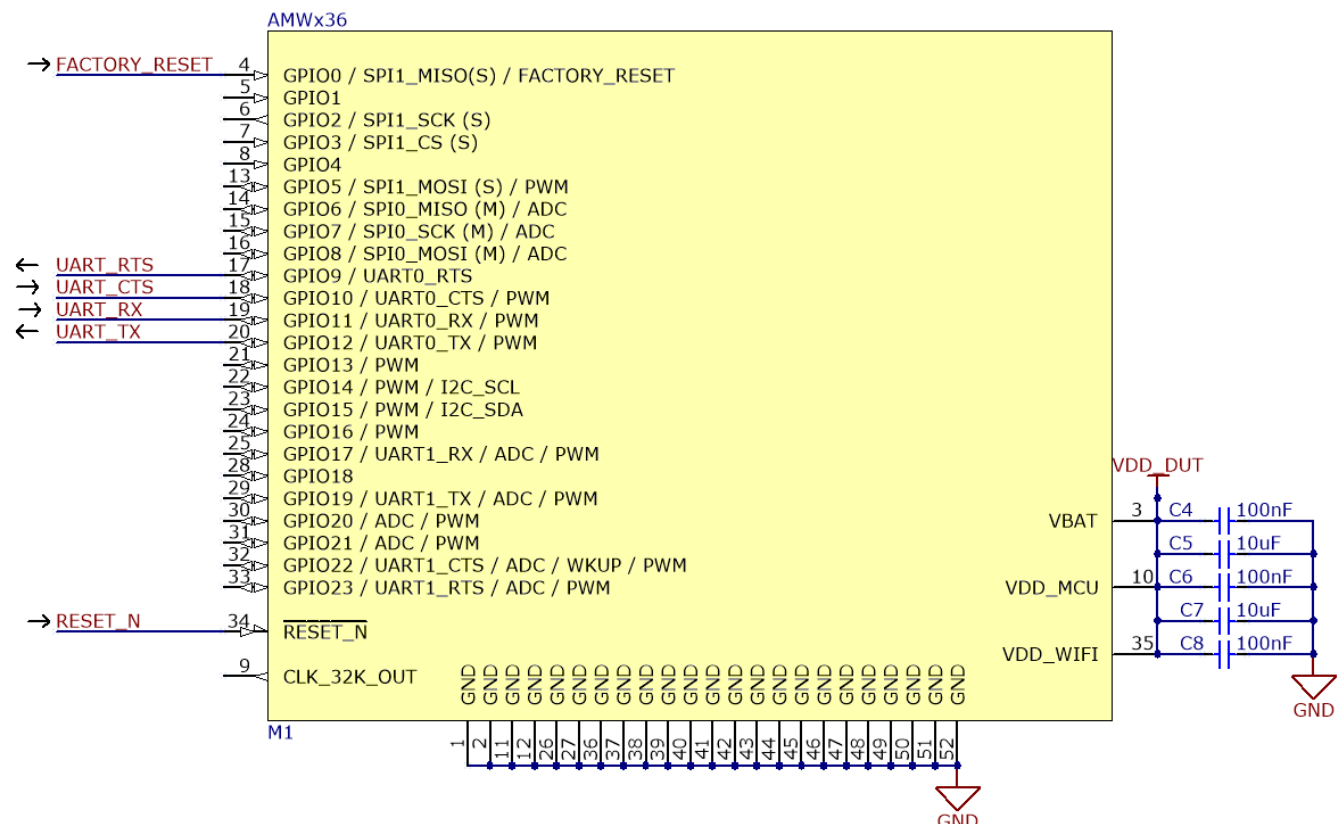 AMWx36
→ FACTORY_RESET 4 GPIO0 / SPI1_MISO(S) / FACTORY_RESET
5 GPIO1
6 GPIO2 / SPI1_SCK (S)
7 GPIO3 / SPI1_CS (S)
8 GPIO4
13 GPIO5 / SPI1_MOSI (S) / PWM
14 GPIO6 / SPI0_MISO (M) / ADC
15 GPIO7 / SPI0_SCK (M) / ADC
16 GPIO8 / SPI0_MOSI (M) / ADC
← UART_RTS 17 GPIO9 / UART0_RTS
→ UART_CTS 18 GPIO10 / UART0_CTS / PWM
→ UART_RX 19 GPIO11 / UART0_RX / PWM
← UART_TX 20 GPIO12 / UART0_TX / PWM
21 GPIO13 / PWM
22 GPIO14 / PWM / I2C_SCL
23 GPIO15 / PWM / I2C_SDA
24 GPIO16 / PWM
25 GPIO17 / UART1_RX / ADC / PWM
28 GPIO18
VDD_DUT
29 GPIO19 / UART1_TX / ADC / PWM
30 GPIO20 / ADC / PWM VBAT 3 C4 100nF
31 GPIO21 / ADC / PWM C5 10uF
32 GPIO22 / UART1_CTS / ADC / WKUP / PWM
33 GPIO23 / UART1_RTS / ADC / PWM VDD_MCU 10 C6 100nF
C7 10uF
→ RESET_N 34 RESET_N
VDD_WIFI 35 C8 100nF
9 CLK_32K_OUT
GND GND GND GND GND GND GND GND GND GND GND GND GND GND GND GND GND GND GND GND GND GND GND
GND
M1
1 2 11 12 26 27 36 37 38 39 40 41 42 43 44 45 46 47 48 49 50 51 52
GND